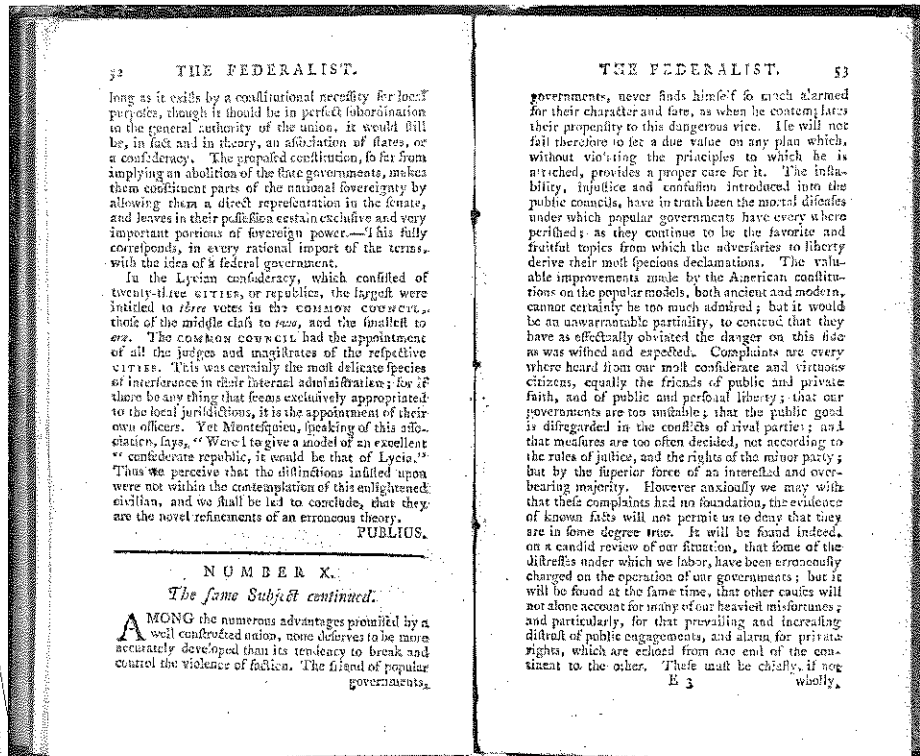 52 THE FEDERALIST.
long as it exists by a constitutional necessity for local
purposes, though it should be in perfect subordination
to the general authority of the union, it would still
be, in fact and in theory, an association of states, or
a confederacy. The proposed constitution, so far from
implying an abolition of the state governments, makes
them constituent parts of the national sovereignty by
allowing them a direct representation in the senate,
and leaves in their possession certain exclusive and very
important portions of sovereign power.—This fully
corresponds, in every rational import of the terms,
with the idea of a federal government.
In the Lycian confederacy, which consisted of
twenty-three CITIES, or republics, the largest were
intitled to three votes in the COMMON COUNCIL,
those of the middle class to two, and the smallest to
one. The COMMON COUNCIL had the appointment
of all the judges and magistrates of the respective
CITIES. This was certainly the most delicate species
of interference in their internal administration; for if
there be any thing that seems exclusively appropriated
to the local jurisdictions, it is the appointment of their
own officers. Yet Montesquieu, speaking of this asso-
ciation, says, “ Were I to give a model of an excellent
“ confederate republic, it would be that of Lycia.”
Thus we perceive that the distinctions insisted upon
were not within the contemplation of this enlightened
civilian, and we shall be led to conclude, that they
are the novel refinements of an erroneous theory.
PUBLIUS.
NUMBER X.
The same Subject continued.
AMONG the numerous advantages promised by a
well constructed union, none deserves to be more
accurately developed than its tendency to break and
control the violence of faction. The friend of popular
governments,
THE FEDERALIST. 53
governments, never finds himself so much alarmed
for their character and fate, as when he contemplates
their propensity to this dangerous vice. He will not
fail therefore to set a due value on any plan which,
without violating the principles to which he is
attached, provides a proper cure for it. The insta-
bility, injustice and confusion introduced into the
public councils, have in truth been the mortal diseases
under which popular governments have every where
perished; as they continue to be the favorite and
fruitful topics from which the adversaries to liberty
derive their most specious declamations. The valu-
able improvements made by the American constitu-
tions on the popular models, both ancient and modern,
cannot certainly be too much admired; but it would
be an unwarrantable partiality, to contend that they
have as effectually obviated the danger on this side
as was wished and expected. Complaints are every
where heard from our most considerate and virtuous
citizens, equally the friends of public and private
faith, and of public and personal liberty; that our
governments are too unstable; that the public good
is disregarded in the conflicts of rival parties; and
that measures are too often decided, not according to
the rules of justice, and the rights of the minor party;
but by the superior force of an interested and over-
bearing majority. However anxiously we may wish
that these complaints had no foundation, the evidence
of known facts will not permit us to deny that they
are in some degree true. It will be found indeed,
on a candid review of our situation, that some of the
distresses under which we labor, have been erroneously
charged on the operation of our governments; but it
will be found at the same time, that other causes will
not alone account for many of our heaviest misfortunes;
and particularly, for that prevailing and increasing
distrust of public engagements, and alarm for private
rights, which are echoed from one end of the con-
tinent to the other. These must be chiefly, if not
E 3 wholly,